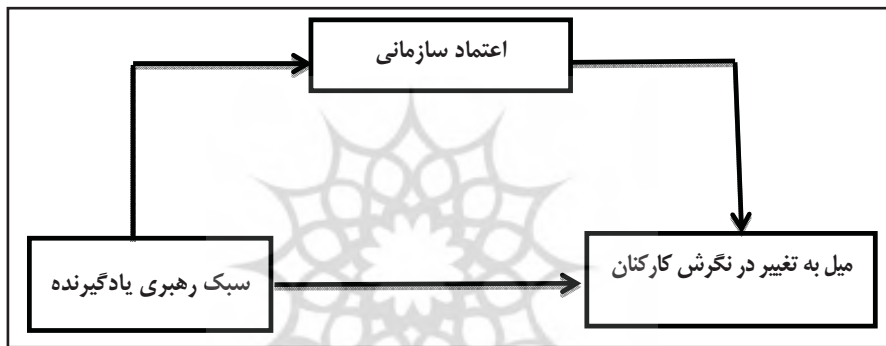 اعتماد سازمانی
میل به تغییر در نگرش کارکنان
سبک رهبری یادگیرنده